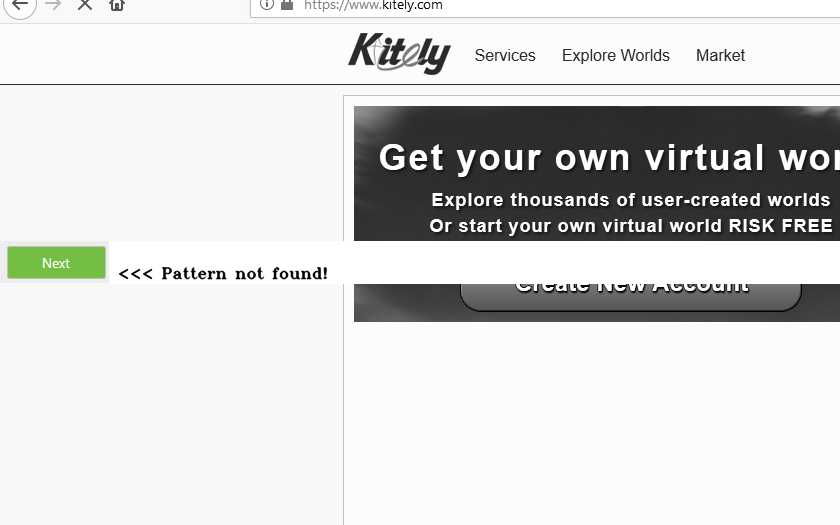 https://www.kitely.com
Kitely
Services Explore Worlds Market
Get your own virtual wor
Explore thousands of user-created worlds
Or start your own virtual world RISK FREE
Next
<<< Pattern not found!
Create New Account